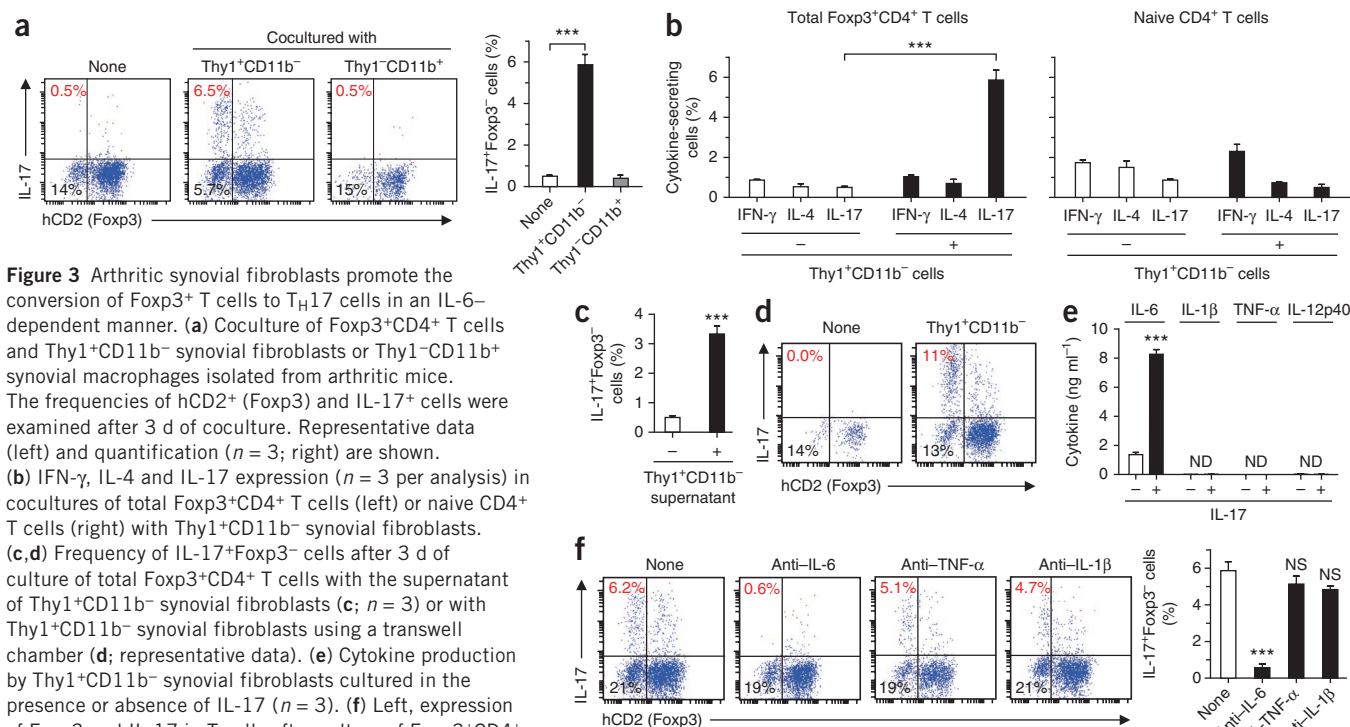 a
Cocultured with
None
Thy1⁺CD11b⁻
Thy1⁻CD11b⁺
0.5%
6.5%
0.5%
14%
5.7%
15%
IL-17
hCD2 (Foxp3)
IL-17⁺Foxp3⁻ cells (%)
6
4
2
0
***
None
Thy1⁺CD11b⁻
Thy1⁻CD11b⁺
b
Total Foxp3⁺CD4⁺ T cells
Naive CD4⁺ T cells
Cytokine-secreting
cells (%)
6
4
2
0
***
IFN-γ IL-4 IL-17 IFN-γ IL-4 IL-17
– +
Thy1⁺CD11b⁻ cells
6
4
2
0
IFN-γ IL-4 IL-17 IFN-γ IL-4 IL-17
– +
Thy1⁺CD11b⁻ cells
Figure 3 Arthritic synovial fibroblasts promote the
conversion of Foxp3⁺ T cells to T_H17 cells in an IL-6–
dependent manner. (a) Coculture of Foxp3⁺CD4⁺ T cells
and Thy1⁺CD11b⁻ synovial fibroblasts or Thy1⁻CD11b⁺
synovial macrophages isolated from arthritic mice.
The frequencies of hCD2⁺ (Foxp3) and IL-17⁺ cells were
examined after 3 d of coculture. Representative data
(left) and quantification (n = 3; right) are shown.
(b) IFN-γ, IL-4 and IL-17 expression (n = 3 per analysis) in
cocultures of total Foxp3⁺CD4⁺ T cells (left) or naive CD4⁺
T cells (right) with Thy1⁺CD11b⁻ synovial fibroblasts.
(c,d) Frequency of IL-17⁺Foxp3⁻ cells after 3 d of
culture of total Foxp3⁺CD4⁺ T cells with the supernatant
of Thy1⁺CD11b⁻ synovial fibroblasts (c; n = 3) or with
Thy1⁺CD11b⁻ synovial fibroblasts using a transwell
chamber (d; representative data). (e) Cytokine production
by Thy1⁺CD11b⁻ synovial fibroblasts cultured in the
presence or absence of IL-17 (n = 3). (f) Left, expression
c
IL-17⁺Foxp3⁻
cells (%)
4
3
2
1
0
***
– +
Thy1⁺CD11b⁻
supernatant
d
None
Thy1⁺CD11b⁻
0.0%
11%
14%
13%
IL-17
hCD2 (Foxp3)
e
IL-6 IL-1β TNF-α IL-12p40
Cytokine (ng ml⁻¹)
10
8
6
4
2
0
***
ND ND ND
– + – + – + – +
IL-17
f
None
Anti–IL-6
Anti–TNF-α
Anti–IL-1β
6.2%
0.6%
5.1%
4.7%
21%
19%
19%
21%
IL-17
hCD2 (Foxp3)
IL-17⁺Foxp3⁻ cells
(%)
6
4
2
0
***
NS
NS
None